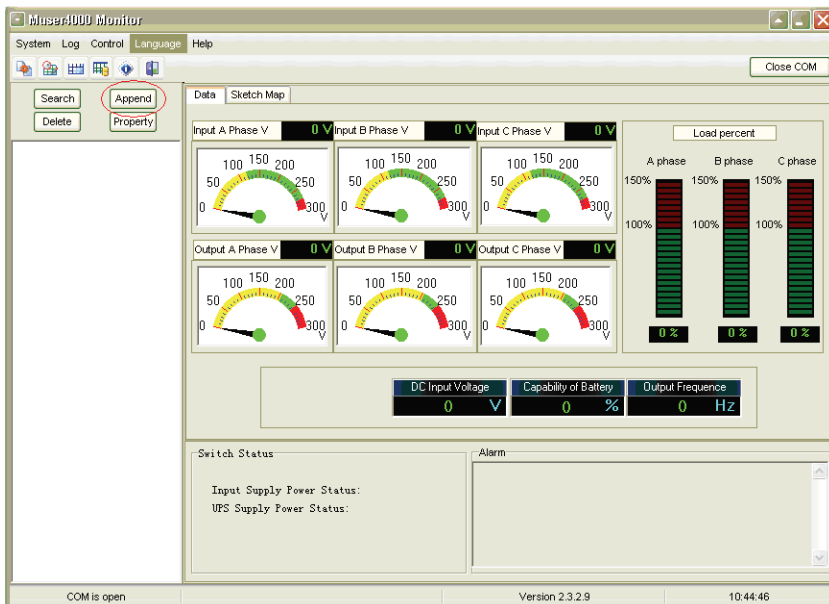 Muser4000 Monitor
System Log Control Language Help
Close COM
Search Append
Delete Property
Data Sketch Map
Input A Phase V 0 V Input B Phase V 0 V Input C Phase V 0 V
0 50 100 150 200 250 300 V
0 50 100 150 200 250 300 V
0 50 100 150 200 250 300 V
Output A Phase V 0 V Output B Phase V 0 V Output C Phase V 0 V
0 50 100 150 200 250 300 V
0 50 100 150 200 250 300 V
0 50 100 150 200 250 300 V
Load percent
A phase B phase C phase
150% 150% 150%
100% 100% 100%
0 % 0 % 0 %
DC Input Voltage Capability of Battery Output Frequence
0 V 0 % 0 Hz
Switch Status
Input Supply Power Status:
UPS Supply Power Status:
Alarm
COM is open Version 2.3.2.9 10:44:46